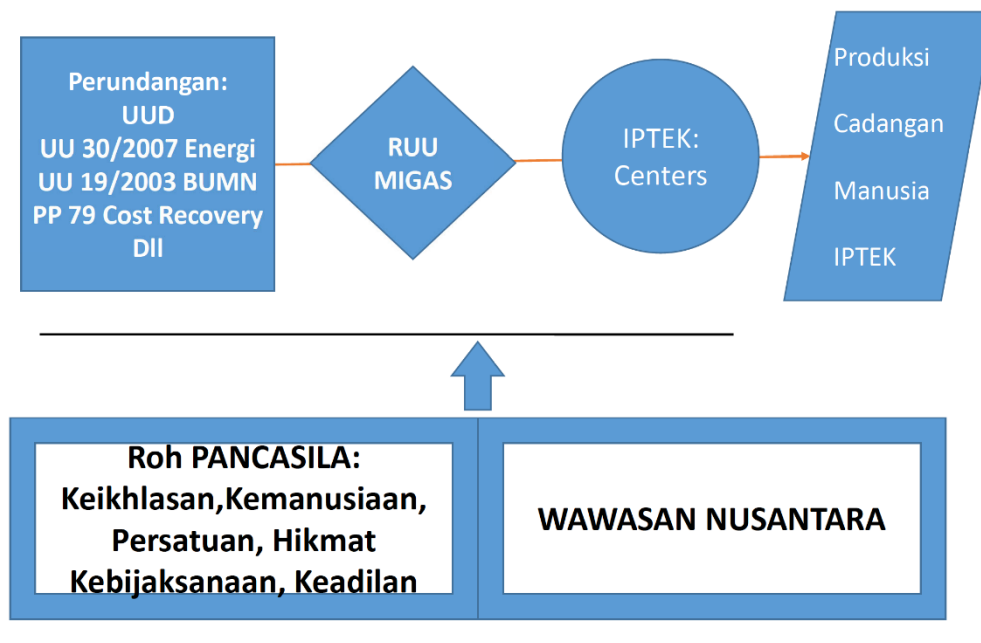 Perundangan:
UUD
UU 30/2007 Energi
UU 19/2003 BUMN
PP 79 Cost Recovery
Dll
RUU
MIGAS
IPTEK:
Centers
Produksi
Cadangan
Manusia
IPTEK
Roh PANCASILA:
Keikhlasan,Kemanusiaan,
Persatuan, Hikmat
Kebijaksanaan, Keadilan
WAWASAN NUSANTARA